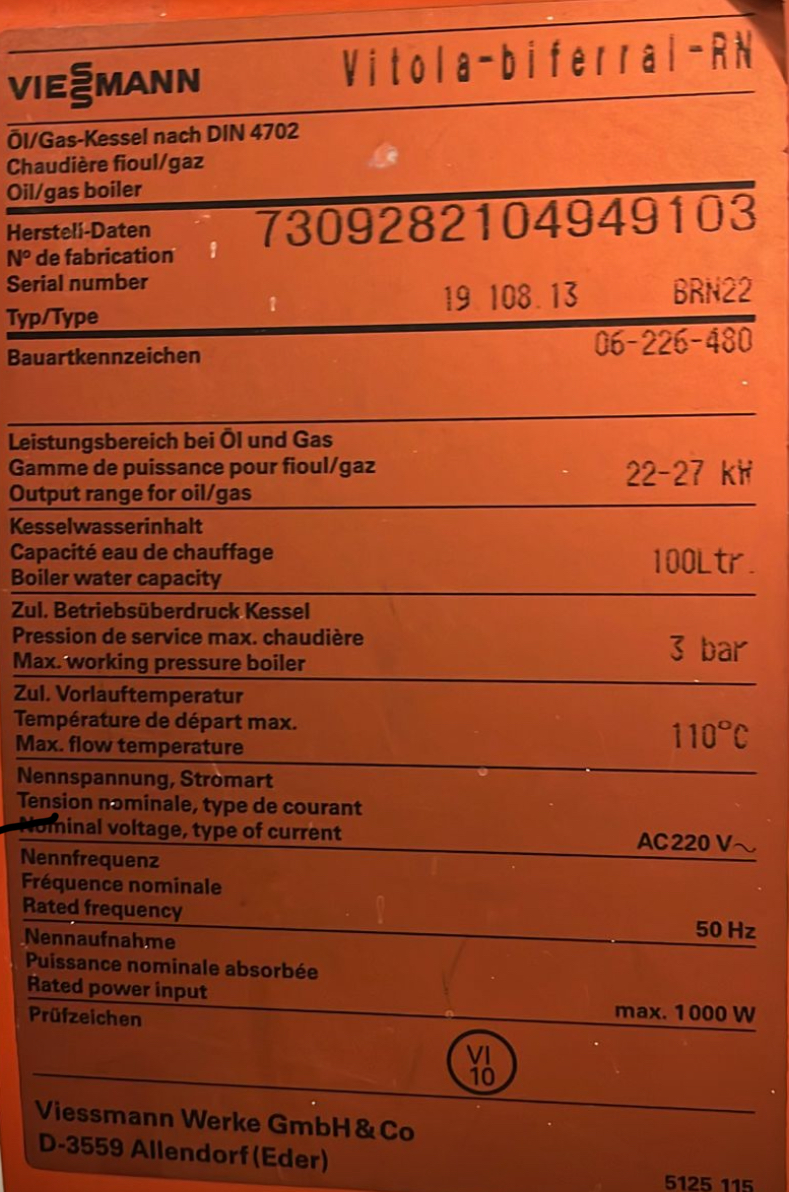 VIESSMANN Vitola-biferral-RN
Öl/Gas-Kessel nach DIN 4702
Chaudière fioul/gaz
Oil/gas boiler
Herstell-Daten 7309282104949103
Nº de fabrication
Serial number
19 108.13 BRN22
Typ/Type
Bauartkennzeichen 06-226-480
Leistungsbereich bei Öl und Gas
Gamme de puissance pour fioul/gaz 22-27 kW
Output range for oil/gas
Kesselwasserinhalt
Capacité eau de chauffage 100Ltr.
Boiler water capacity
Zul. Betriebsüberdruck Kessel
Pression de service max. chaudière 3 bar
Max. working pressure boiler
Zul. Vorlauftemperatur
Température de départ max. 110°C
Max. flow temperature
Nennspannung, Stromart
Tension nominale, type de courant
Nominal voltage, type of current AC220 V~
Nennfrequenz
Fréquence nominale
Rated frequency 50 Hz
Nennaufnahme
Puissance nominale absorbée
Rated power input max. 1000 W
Prüfzeichen
VI
10
Viessmann Werke GmbH & Co
D-3559 Allendorf (Eder)
5125 115